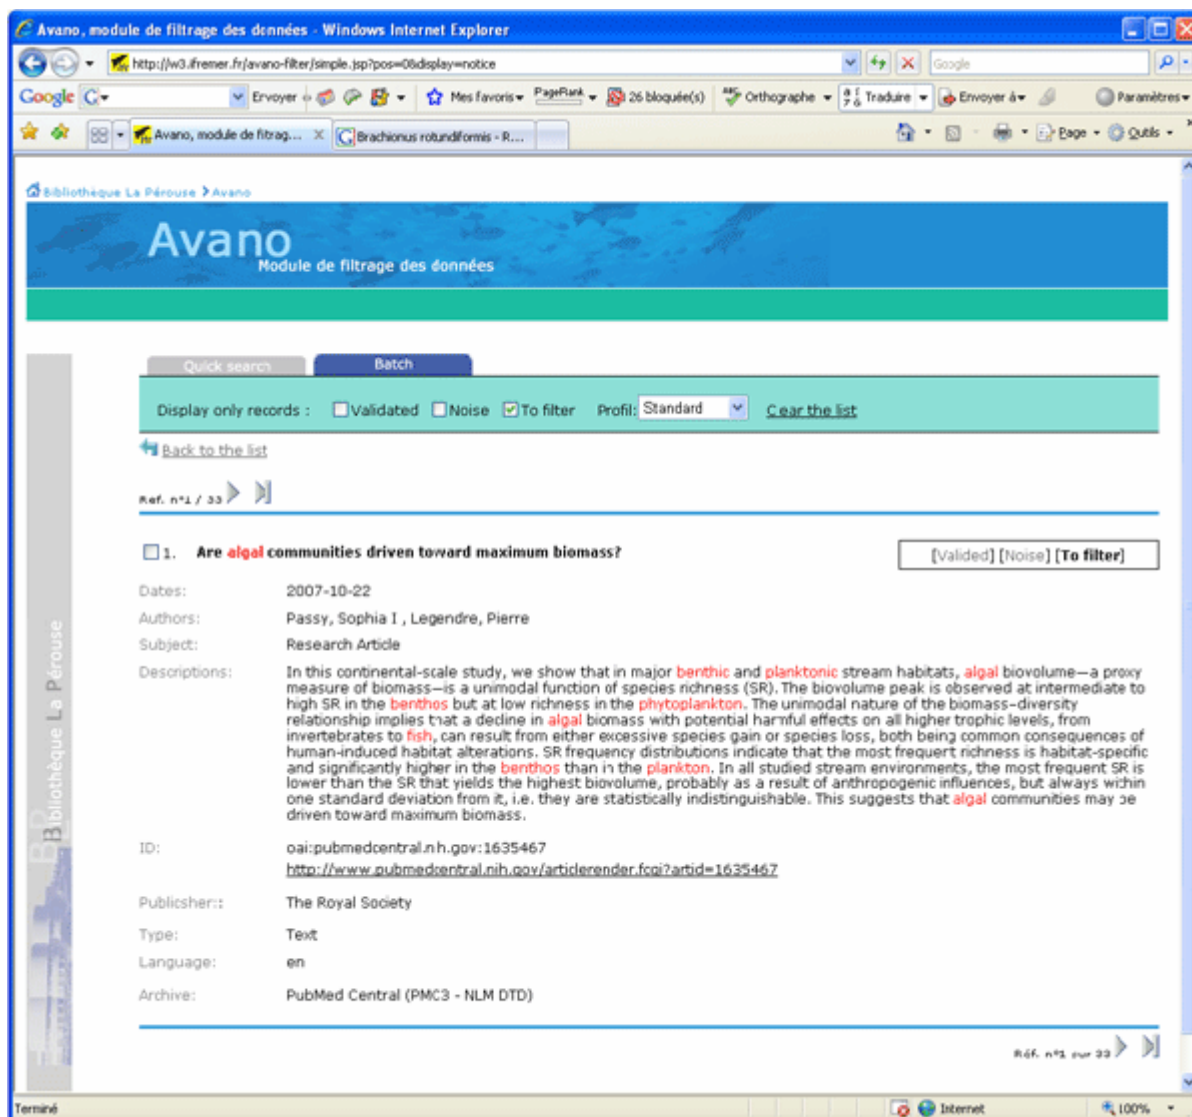 Avano, module de filtrage des données - Windows Internet Explorer
http://w3.ifremer.fr/avano-filter/simple.jsp?pos=0&display=notice
Google
Google G Envoyer Mes favoris PageRank 26 bloquée(s) Orthographe Traduire Envoyer à Paramètres
Avano, module de fitrag... X Brachionus rotundiformis - R... Page Outils
Bibliothèque La Pérouse > Avano
Avano
Module de filtrage des données
Quick search Batch
Display only records : Validated Noise To filter Profil: Standard Cear the list
Back to the list
Ref. n°1 / 33
1. Are algal communities driven toward maximum biomass? [Valided] [Noise] [To filter]
Dates: 2007-10-22
Authors: Passy, Sophia I , Legendre, Pierre
Subject: Research Article
Descriptions: In this continental-scale study, we show that in major benthic and planktonic stream habitats, algal biovolume—a proxy
measure of biomass—is a unimodal function of species richness (SR). The biovolume peak is observed at intermediate to
high SR in the benthos but at low richness in the phytoplankton. The unimodal nature of the biomass–diversity
relationship implies that a decline in algal biomass with potential harmful effects on all higher trophic levels, from
invertebrates to fish, can result from either excessive species gain or species loss, both being common consequences of
human-induced habitat alterations. SR frequency distributions indicate that the most frequent richness is habitat-specific
and significantly higher in the benthos than in the plankton. In all studied stream environments, the most frequent SR is
lower than the SR that yields the highest biovolume, probably as a result of anthropogenic influences, but always within
one standard deviation from it, i.e. they are statistically indistinguishable. This suggests that algal communities may be
driven toward maximum biomass.
ID: oai:pubmedcentral.nih.gov:1635467
http://www.pubmedcentral.nih.gov/articlerender.fcgi?artid=1635467
Publicsher:: The Royal Society
Type: Text
Language: en
Archive: PubMed Central (PMC3 - NLM DTD)
Réf. n°1 sur 33
Bibliothèque La Pérouse
Terminé Internet 100%